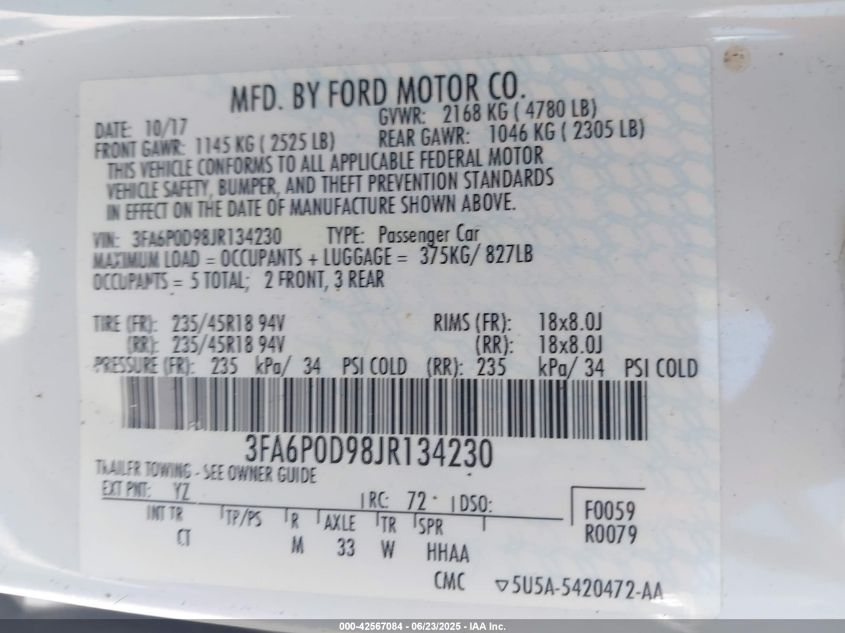 MFD. BY FORD MOTOR CO.
DATE: 10/17 GVWR: 2168 KG ( 4780 LB)
FRONT GAWR: 1145 KG ( 2525 LB) REAR GAWR: 1046 KG ( 2305 LB)
THIS VEHICLE CONFORMS TO ALL APPLICABLE FEDERAL MOTOR
VEHICLE SAFETY, BUMPER, AND THEFT PREVENTION STANDARDS
IN EFFECT ON THE DATE OF MANUFACTURE SHOWN ABOVE.
VIN: 3FA6P0D98JR134230 TYPE: Passenger Car
MAXIMUM LOAD = OCCUPANTS + LUGGAGE = 375KG/ 827LB
OCCUPANTS = 5 TOTAL; 2 FRONT, 3 REAR
TIRE (FR): 235/45R18 94V RIMS (FR): 18x8.0J
(RR): 235/45R18 94V (RR): 18x8.0J
PRESSURE (FR): 235 kPa/ 34 PSI COLD (RR): 235 kPa/ 34 PSI COLD
3FA6P0D98JR134230
TRAILER TOWING - SEE OWNER GUIDE
EXT PNT: YZ RC: 72 DSO: F0059
INT TR TP/PS R AXLE TR SPR R0079
CT M 33 W HHAA
CMC ▽5U5A-5420472-AA
000-42567084 - 06/23/2025 - IAA Inc.